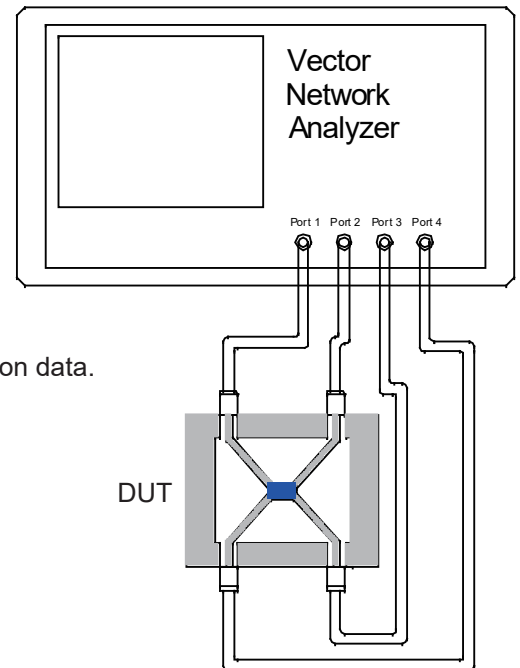 Vector
Network
Analyzer
Port 1 Port 2 Port 3 Port 4
on data.
DUT